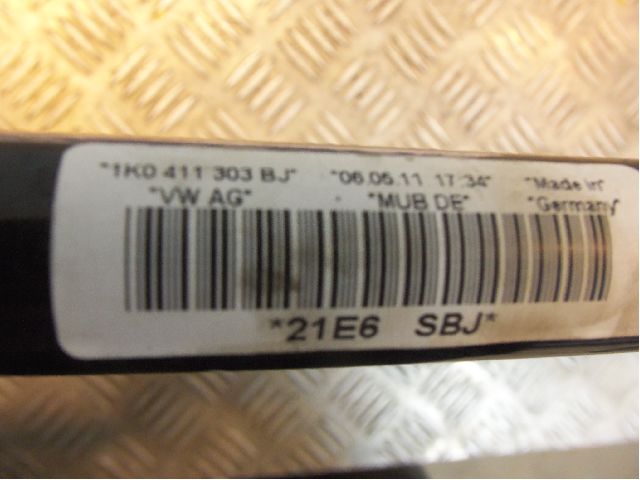 "1K0 411 303 BJ" "06.05.11 17:34" "Made in"
"VW AG" "MUB DE" "Germany"
*21E6 SBJ*